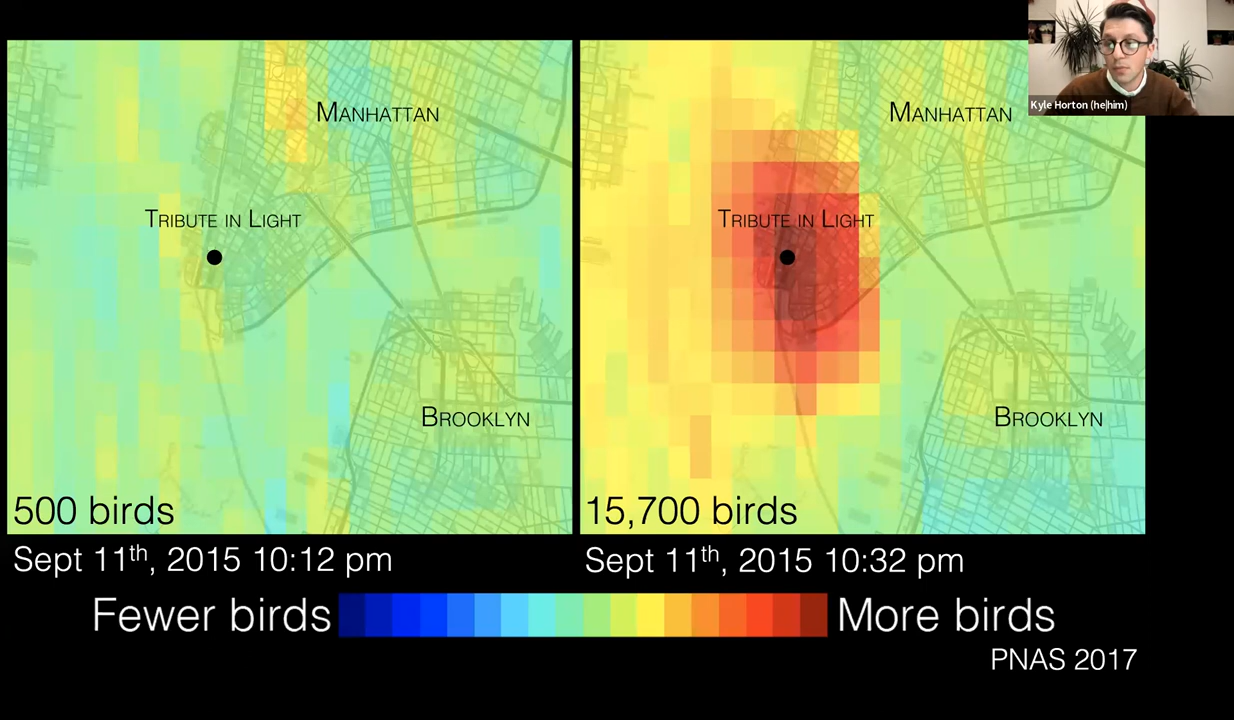 Manhattan
Tribute in Light
Brooklyn
500 birds
Sept 11th, 2015 10:12 pm
Manhattan
Tribute in Light
Brooklyn
15,700 birds
Sept 11th, 2015 10:32 pm
Kyle Horton (he|him)
Fewer birds
More birds
PNAS 2017